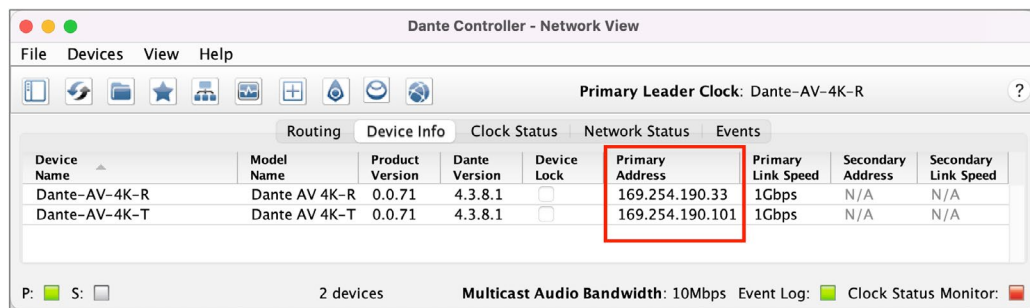 Dante Controller - Network View
File Devices View Help
Primary Leader Clock: Dante-AV-4K-R ?
Routing Device Info Clock Status Network Status Events
Device Name Model Name Product Version Dante Version Device Lock Primary Address Primary Link Speed Secondary Address Secondary Link Speed
Dante-AV-4K-R Dante AV 4K-R 0.0.71 4.3.8.1 169.254.190.33 1Gbps N/A N/A
Dante-AV-4K-T Dante AV 4K-T 0.0.71 4.3.8.1 169.254.190.101 1Gbps N/A N/A
P: S: 2 devices Multicast Audio Bandwidth: 10Mbps Event Log: Clock Status Monitor: